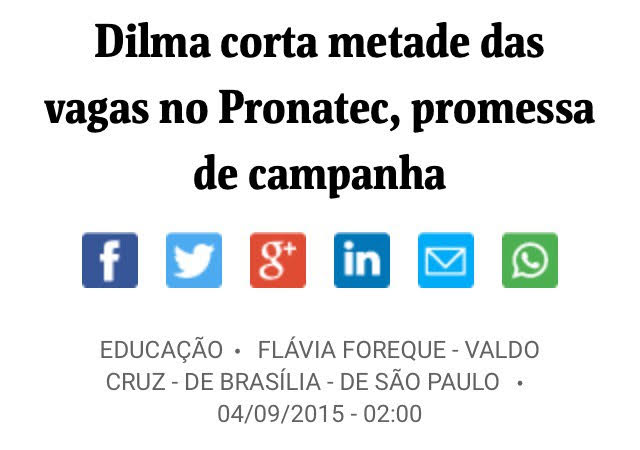 Dilma corta metade das
vagas no Pronatec, promessa
de campanha
f g+ in
EDUCAÇÃO • FLÁVIA FOREQUE - VALDO
CRUZ - DE BRASÍLIA - DE SÃO PAULO •
04/09/2015 - 02:00